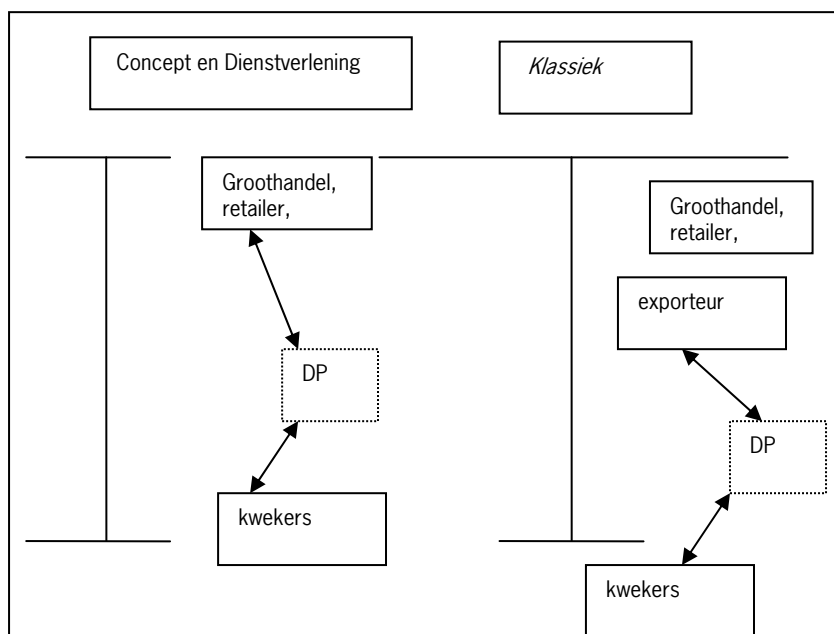 Concept en Dienstverlening
Klassiek
Groothandel,
retailer,
Groothandel,
retailer,
exporteur
DP
DP
kwekers
kwekers